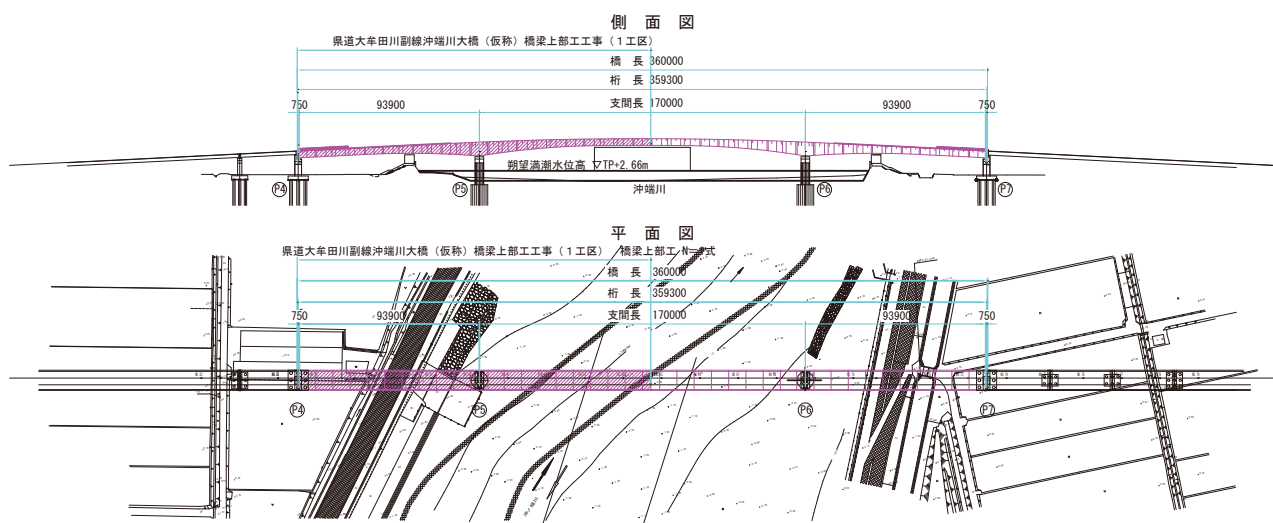 側 面 図
県道大牟田川副線沖端川大橋（仮称）橋梁上部工工事（１工区）
橋 長 360000
桁 長 359300
750 93900 支間長 170000 93900 750
朔望満潮水位高 ▽TP+2.66m
P4 P5 沖端川 P6 P7
平 面 図
県道大牟田川副線沖端川大橋（仮称）橋梁上部工工事（１工区） 橋梁上部工 N=1式
橋 長 360000
桁 長 359300
750 93900 支間長 170000 93900 750
P4 P5 P6 P7